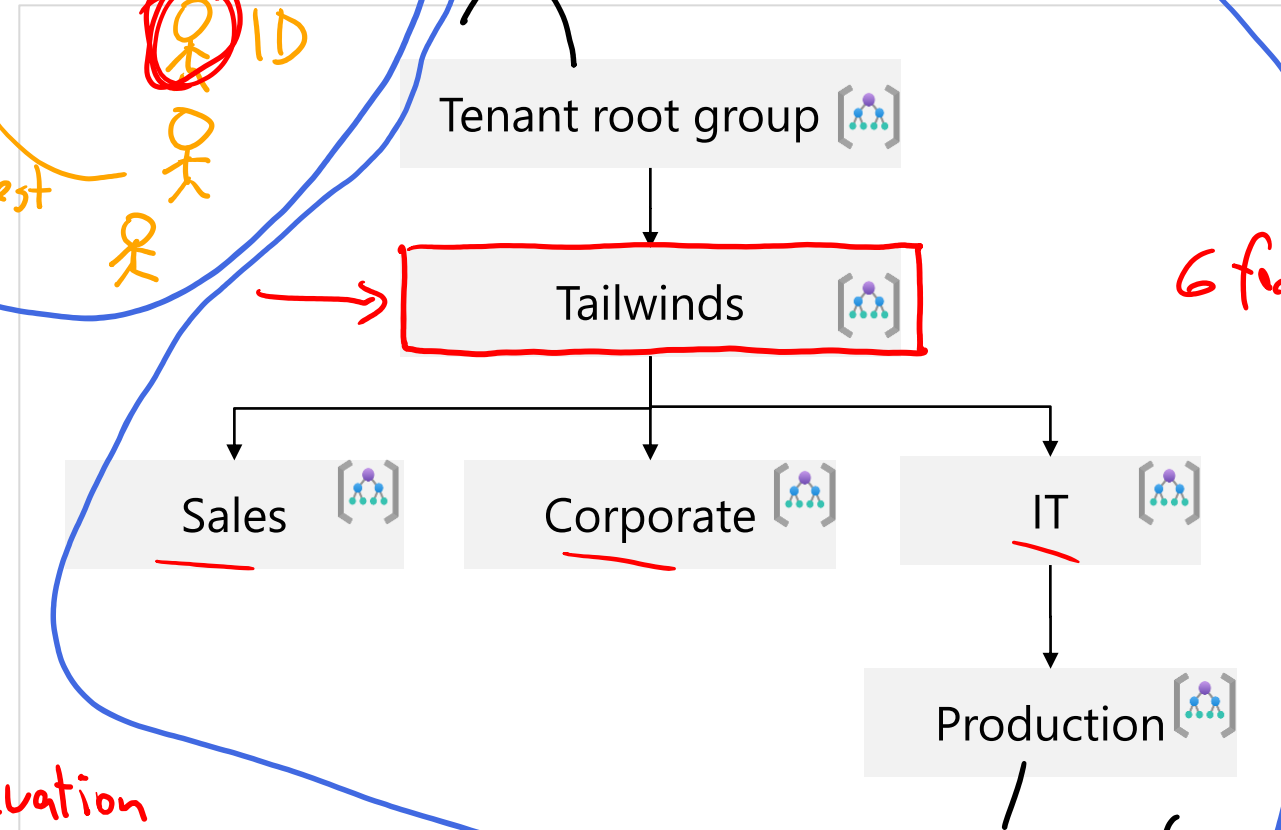 ID
Tenant root group
Tailwinds
Sales
Corporate
IT
Production